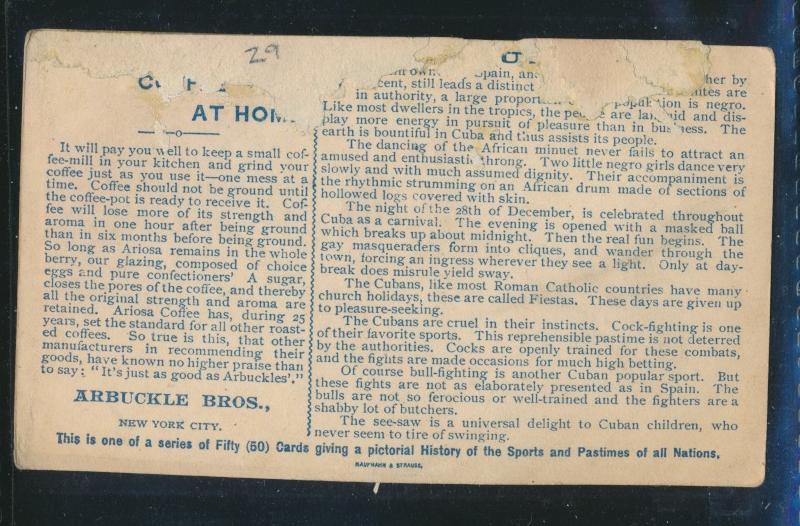 29
AT HOM
It will pay you well to keep a small cof-
fee-mill in your kitchen and grind your
coffee just as you use it—one mess at a
time. Coffee should not be ground until
the coffee-pot is ready to receive it. Cof-
fee will lose more of its strength and
aroma in one hour after being ground
than in six months before being ground.
So long as Ariosa remains in the whole
berry, our glazing, composed of choice
eggs and pure confectioners' A sugar,
closes the pores of the coffee, and thereby
all the original strength and aroma are
retained. Ariosa Coffee has, during 25
years, set the standard for all other roast-
ed coffees. So true is this, that other
manufacturers in recommending their
goods, have known no higher praise than
to say: "It's just as good as Arbuckles'."
ARBUCKLE BROS.,
NEW YORK CITY.
pain, an her by
cent, still leads a distinct ites are
in authority, a large proport population is negro.
Like most dwellers in the tropics, the people are languid and dis-
play more energy in pursuit of pleasure than in business. The
earth is bountiful in Cuba and thus assists its people.
The dancing of the African minuet never fails to attract an
amused and enthusiastic throng. Two little negro girls dance very
slowly and with much assumed dignity. Their accompaniment is
the rhythmic strumming on an African drum made of sections of
hollowed logs covered with skin.
The night of the 28th of December, is celebrated throughout
Cuba as a carnival. The evening is opened with a masked ball
which breaks up about midnight. Then the real fun begins. The
gay masqueraders form into cliques, and wander through the
town, forcing an ingress wherever they see a light. Only at day-
break does misrule yield sway.
The Cubans, like most Roman Catholic countries have many
church holidays, these are called Fiestas. These days are given up
to pleasure-seeking.
The Cubans are cruel in their instincts. Cock-fighting is one
of their favorite sports. This reprehensible pastime is not deterred
by the authorities. Cocks are openly trained for these combats,
and the fights are made occasions for much high betting.
Of course bull-fighting is another Cuban popular sport. But
these fights are not as elaborately presented as in Spain. The
bulls are not so ferocious or well-trained and the fighters are a
shabby lot of butchers.
The see-saw is a universal delight to Cuban children, who
never seem to tire of swinging.
This is one of a series of Fifty (50) Cards giving a pictorial History of the Sports and Pastimes of all Nations.
KAUFMANN & STRAUSS,